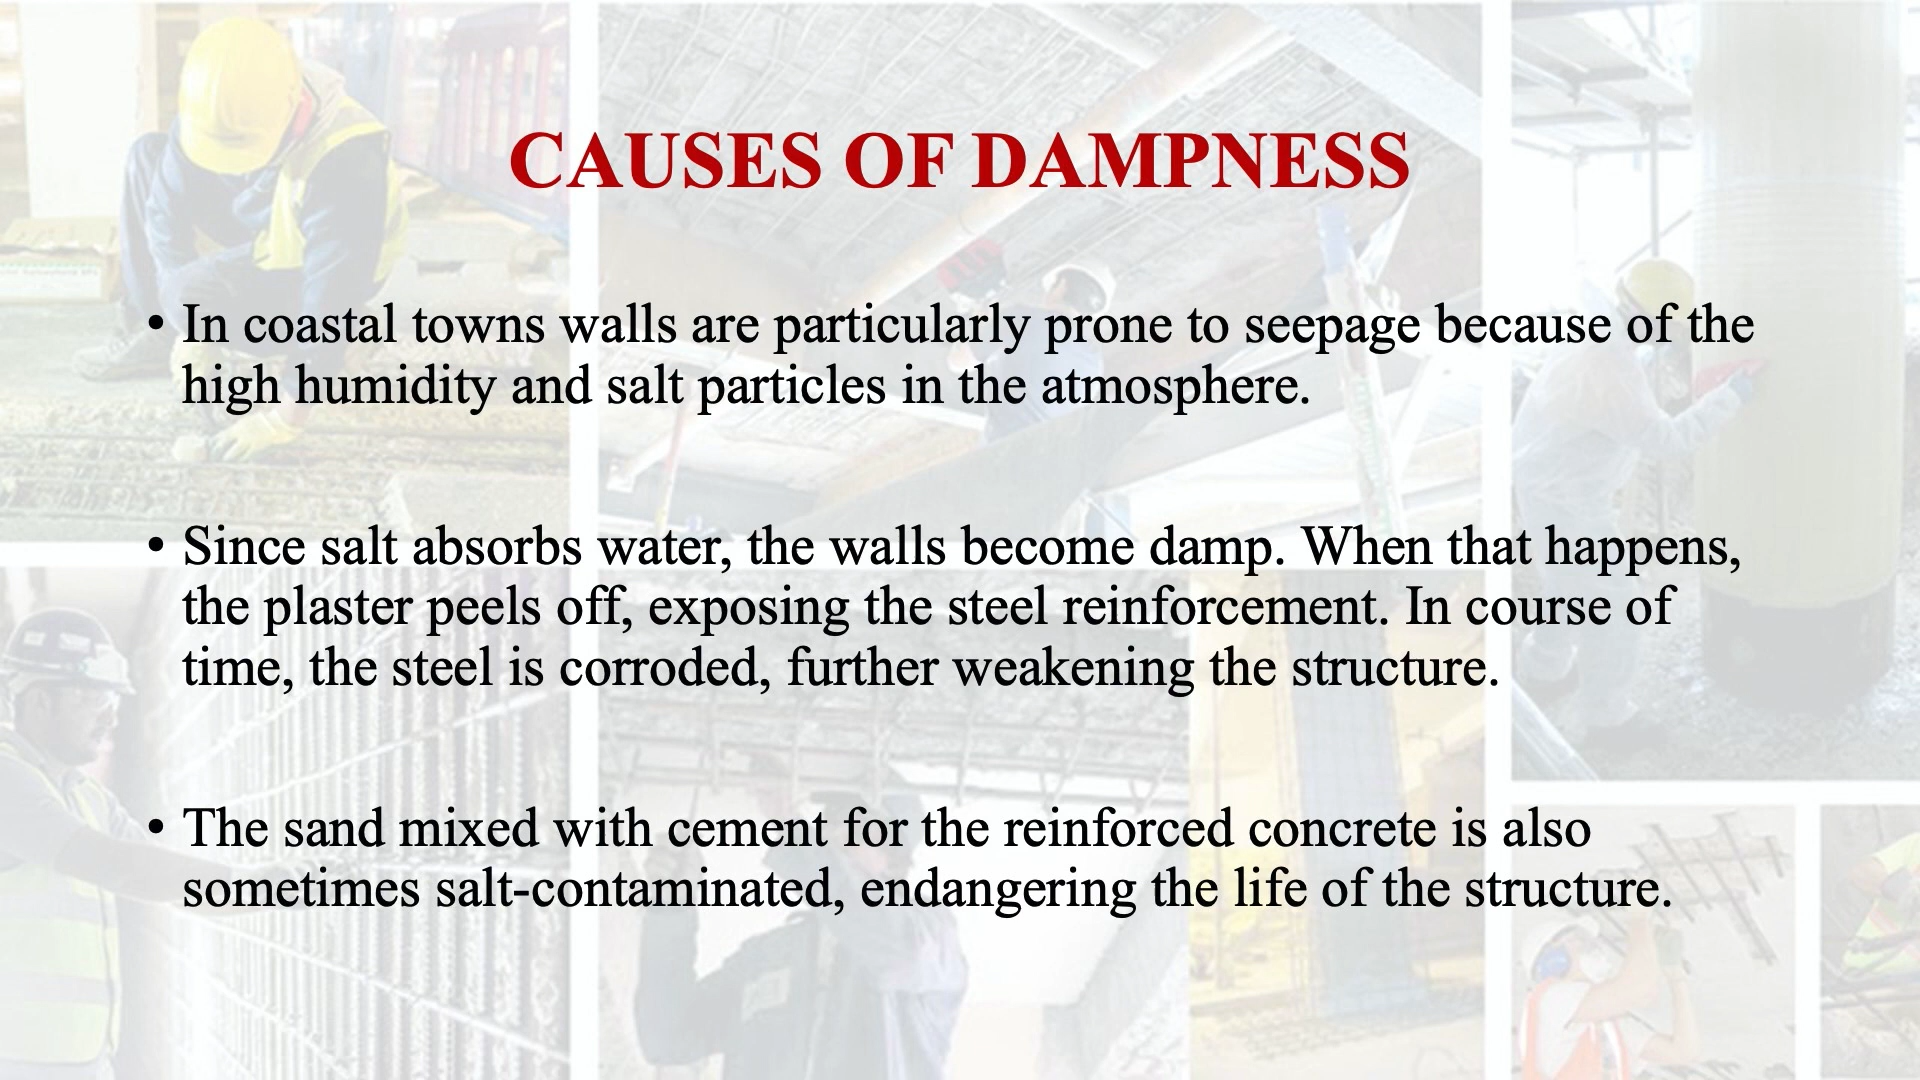 CAUSES OF DAMPNESS
• In coastal towns walls are particularly prone to seepage because of the
high humidity and salt particles in the atmosphere.
• Since salt absorbs water, the walls become damp. When that happens,
the plaster peels off, exposing the steel reinforcement. In course of
time, the steel is corroded, further weakening the structure.
• The sand mixed with cement for the reinforced concrete is also
sometimes salt-contaminated, endangering the life of the structure.